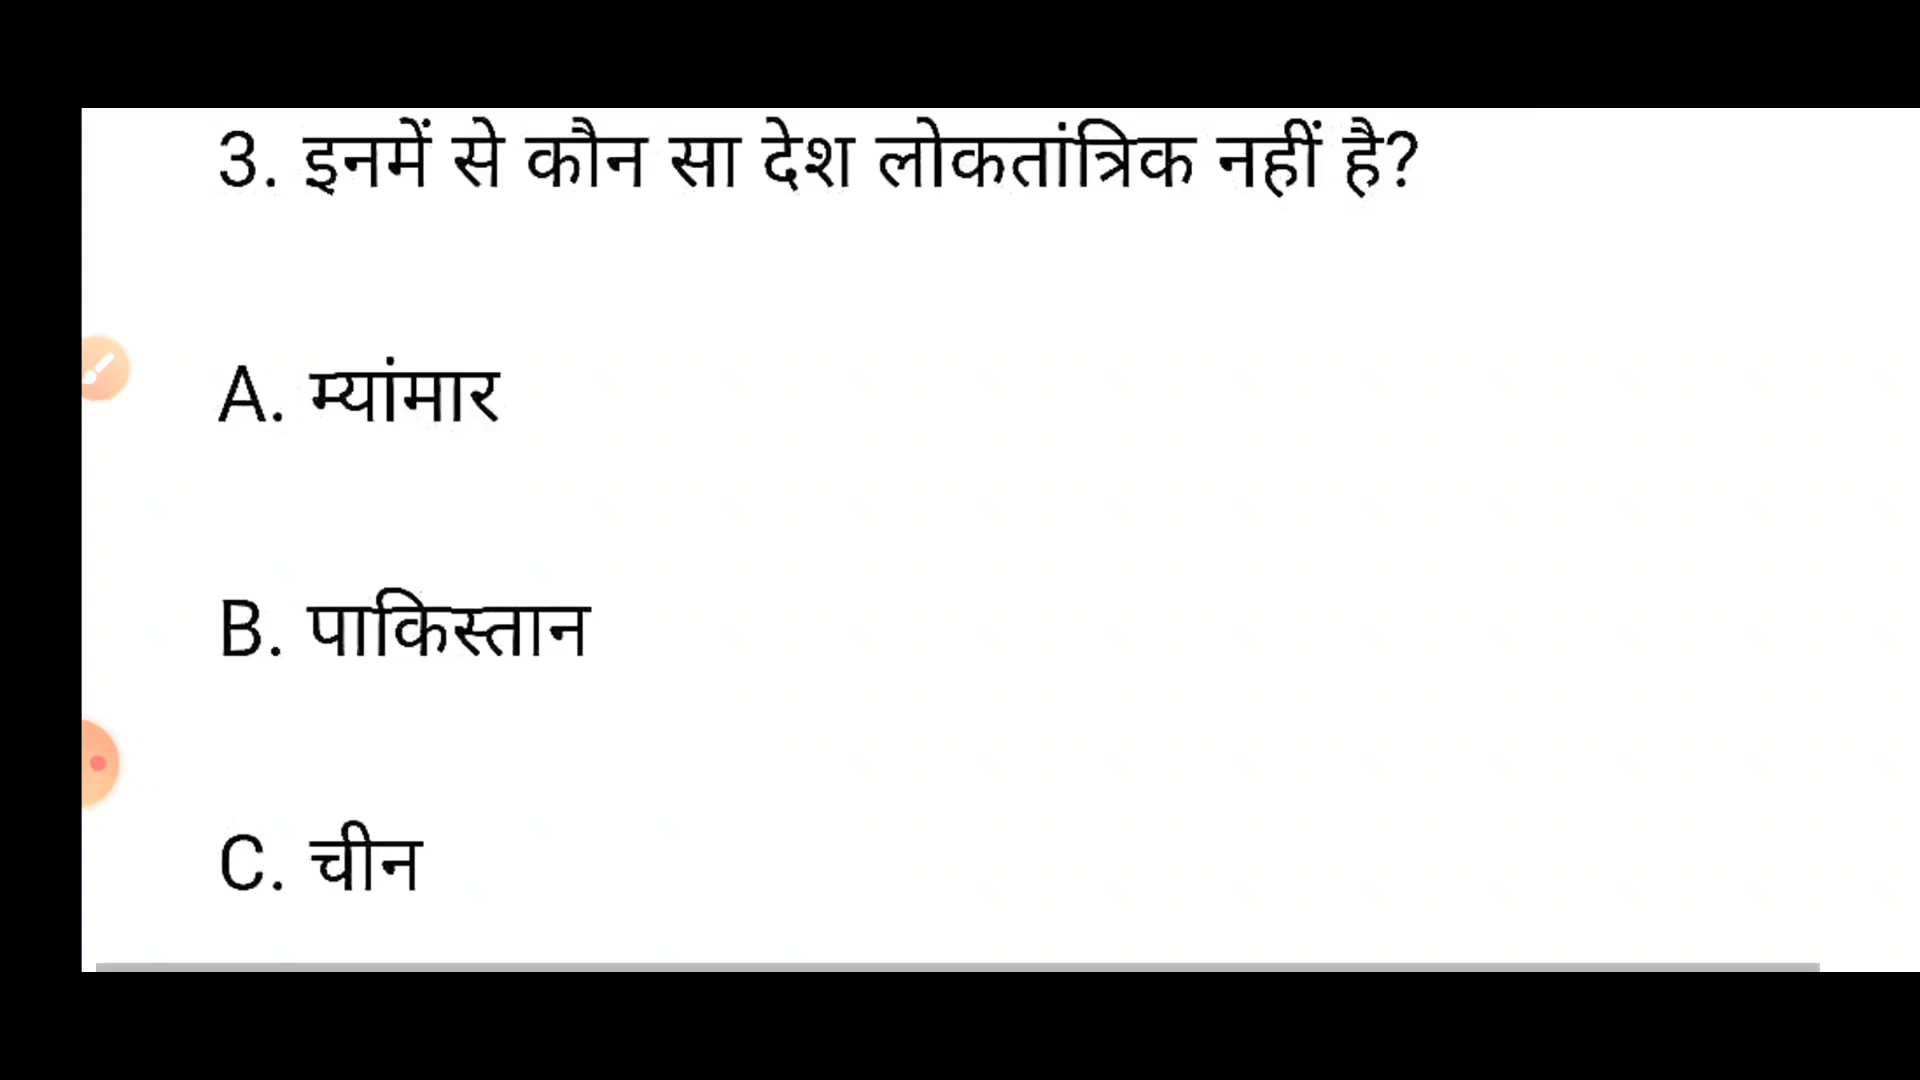 3. इनमें से कौन सा देश लोकतांत्रिक नहीं है?
A. म्यांमार
B. पाकिस्तान
C. चीन